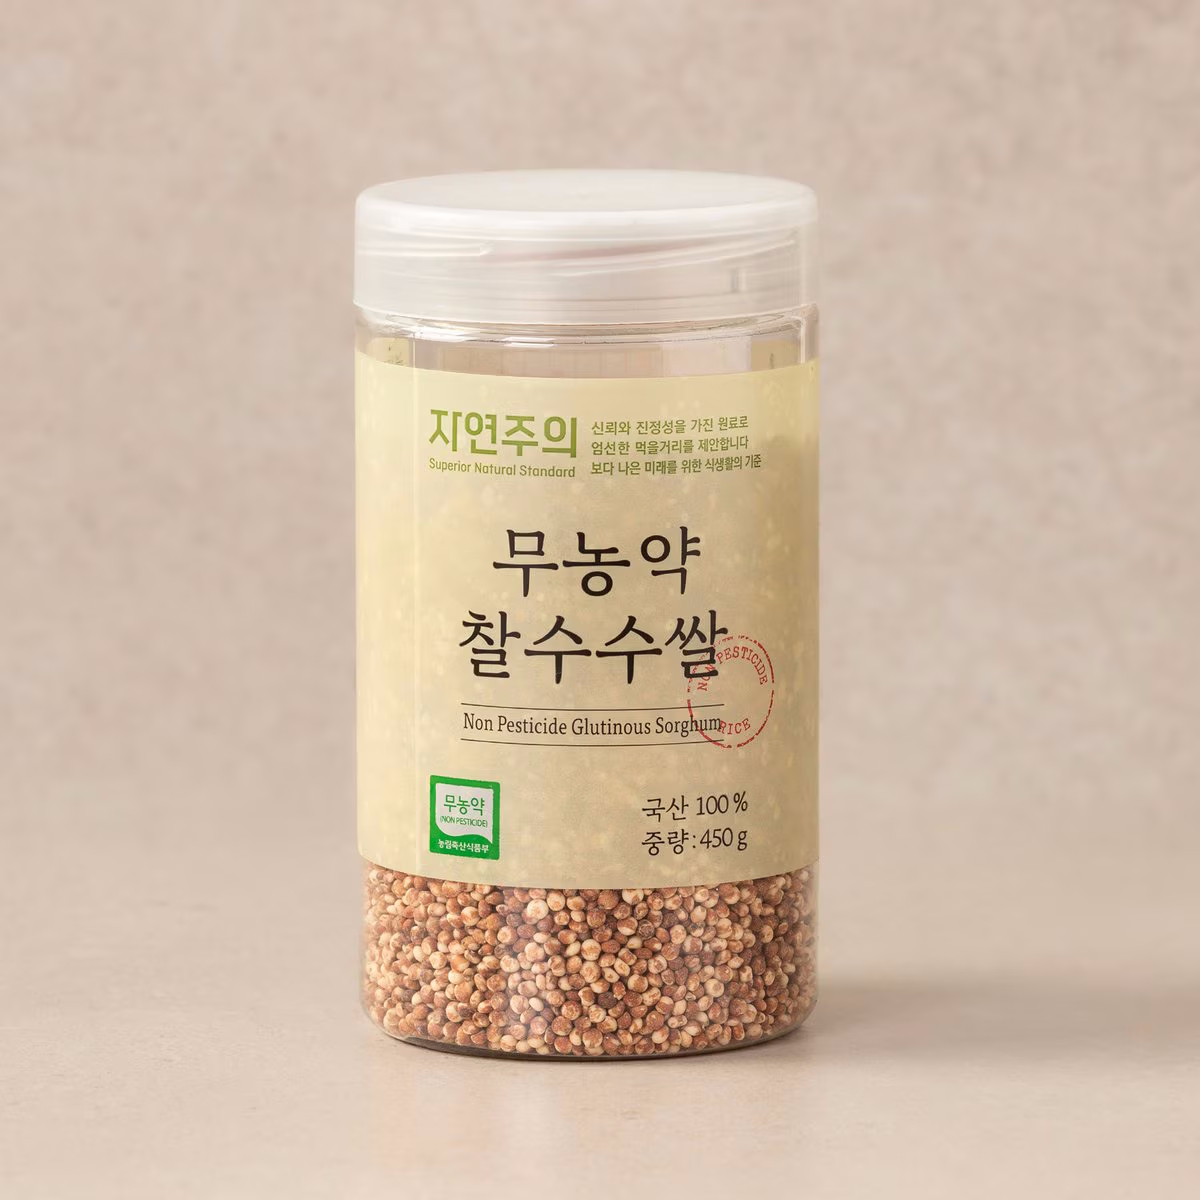 자연주의
Superior Natural Standard
신뢰와 진정성을 가진 원료로
엄선한 먹을거리를 제안합니다
보다 나은 미래를 위한 식생활의 기준
무농약
찰수수쌀
NON PESTICIDE
RICE
Non Pesticide Glutinous Sorghum
무농약
(NON PESTICIDE)
농림축산식품부
국산 100%
중량:450g